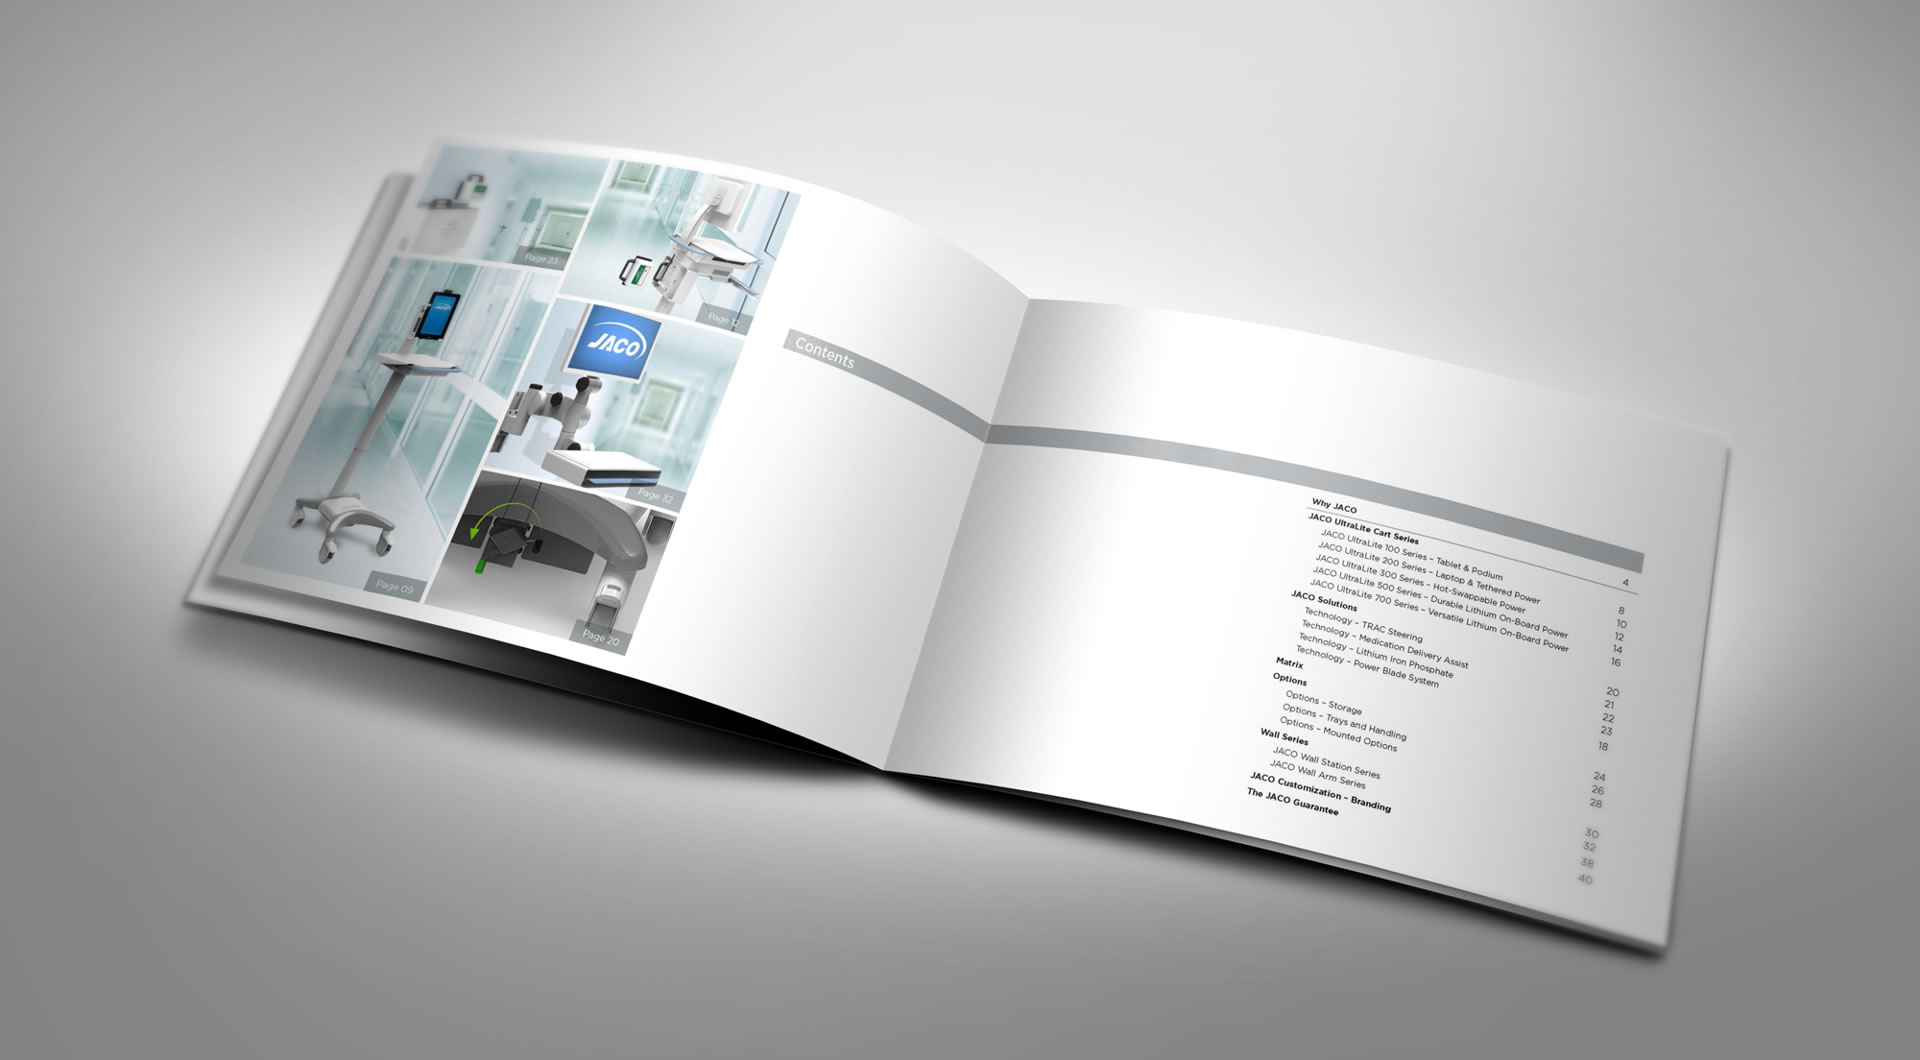 Page 23
Page 12
JACO
Page 32
Page 09
Page 20
Contents
Why JACO 4
JACO UltraLite Cart Series
JACO UltraLite 100 Series – Tablet & Podium 8
JACO UltraLite 200 Series – Laptop & Tethered Power 10
JACO UltraLite 300 Series – Hot-Swappable Power 12
JACO UltraLite 500 Series – Durable Lithium On-Board Power 14
JACO UltraLite 700 Series – Versatile Lithium On-Board Power 16
JACO Solutions
Technology – TRAC Steering 20
Technology – Medication Delivery Assist 21
Technology – Lithium Iron Phosphate 22
Technology – Power Blade System 23
Matrix 18
Options
Options – Storage 24
Options – Trays and Handling 26
Options – Mounted Options 28
Wall Series
JACO Wall Station Series 30
JACO Wall Arm Series 32
JACO Customization – Branding 38
The JACO Guarantee 40